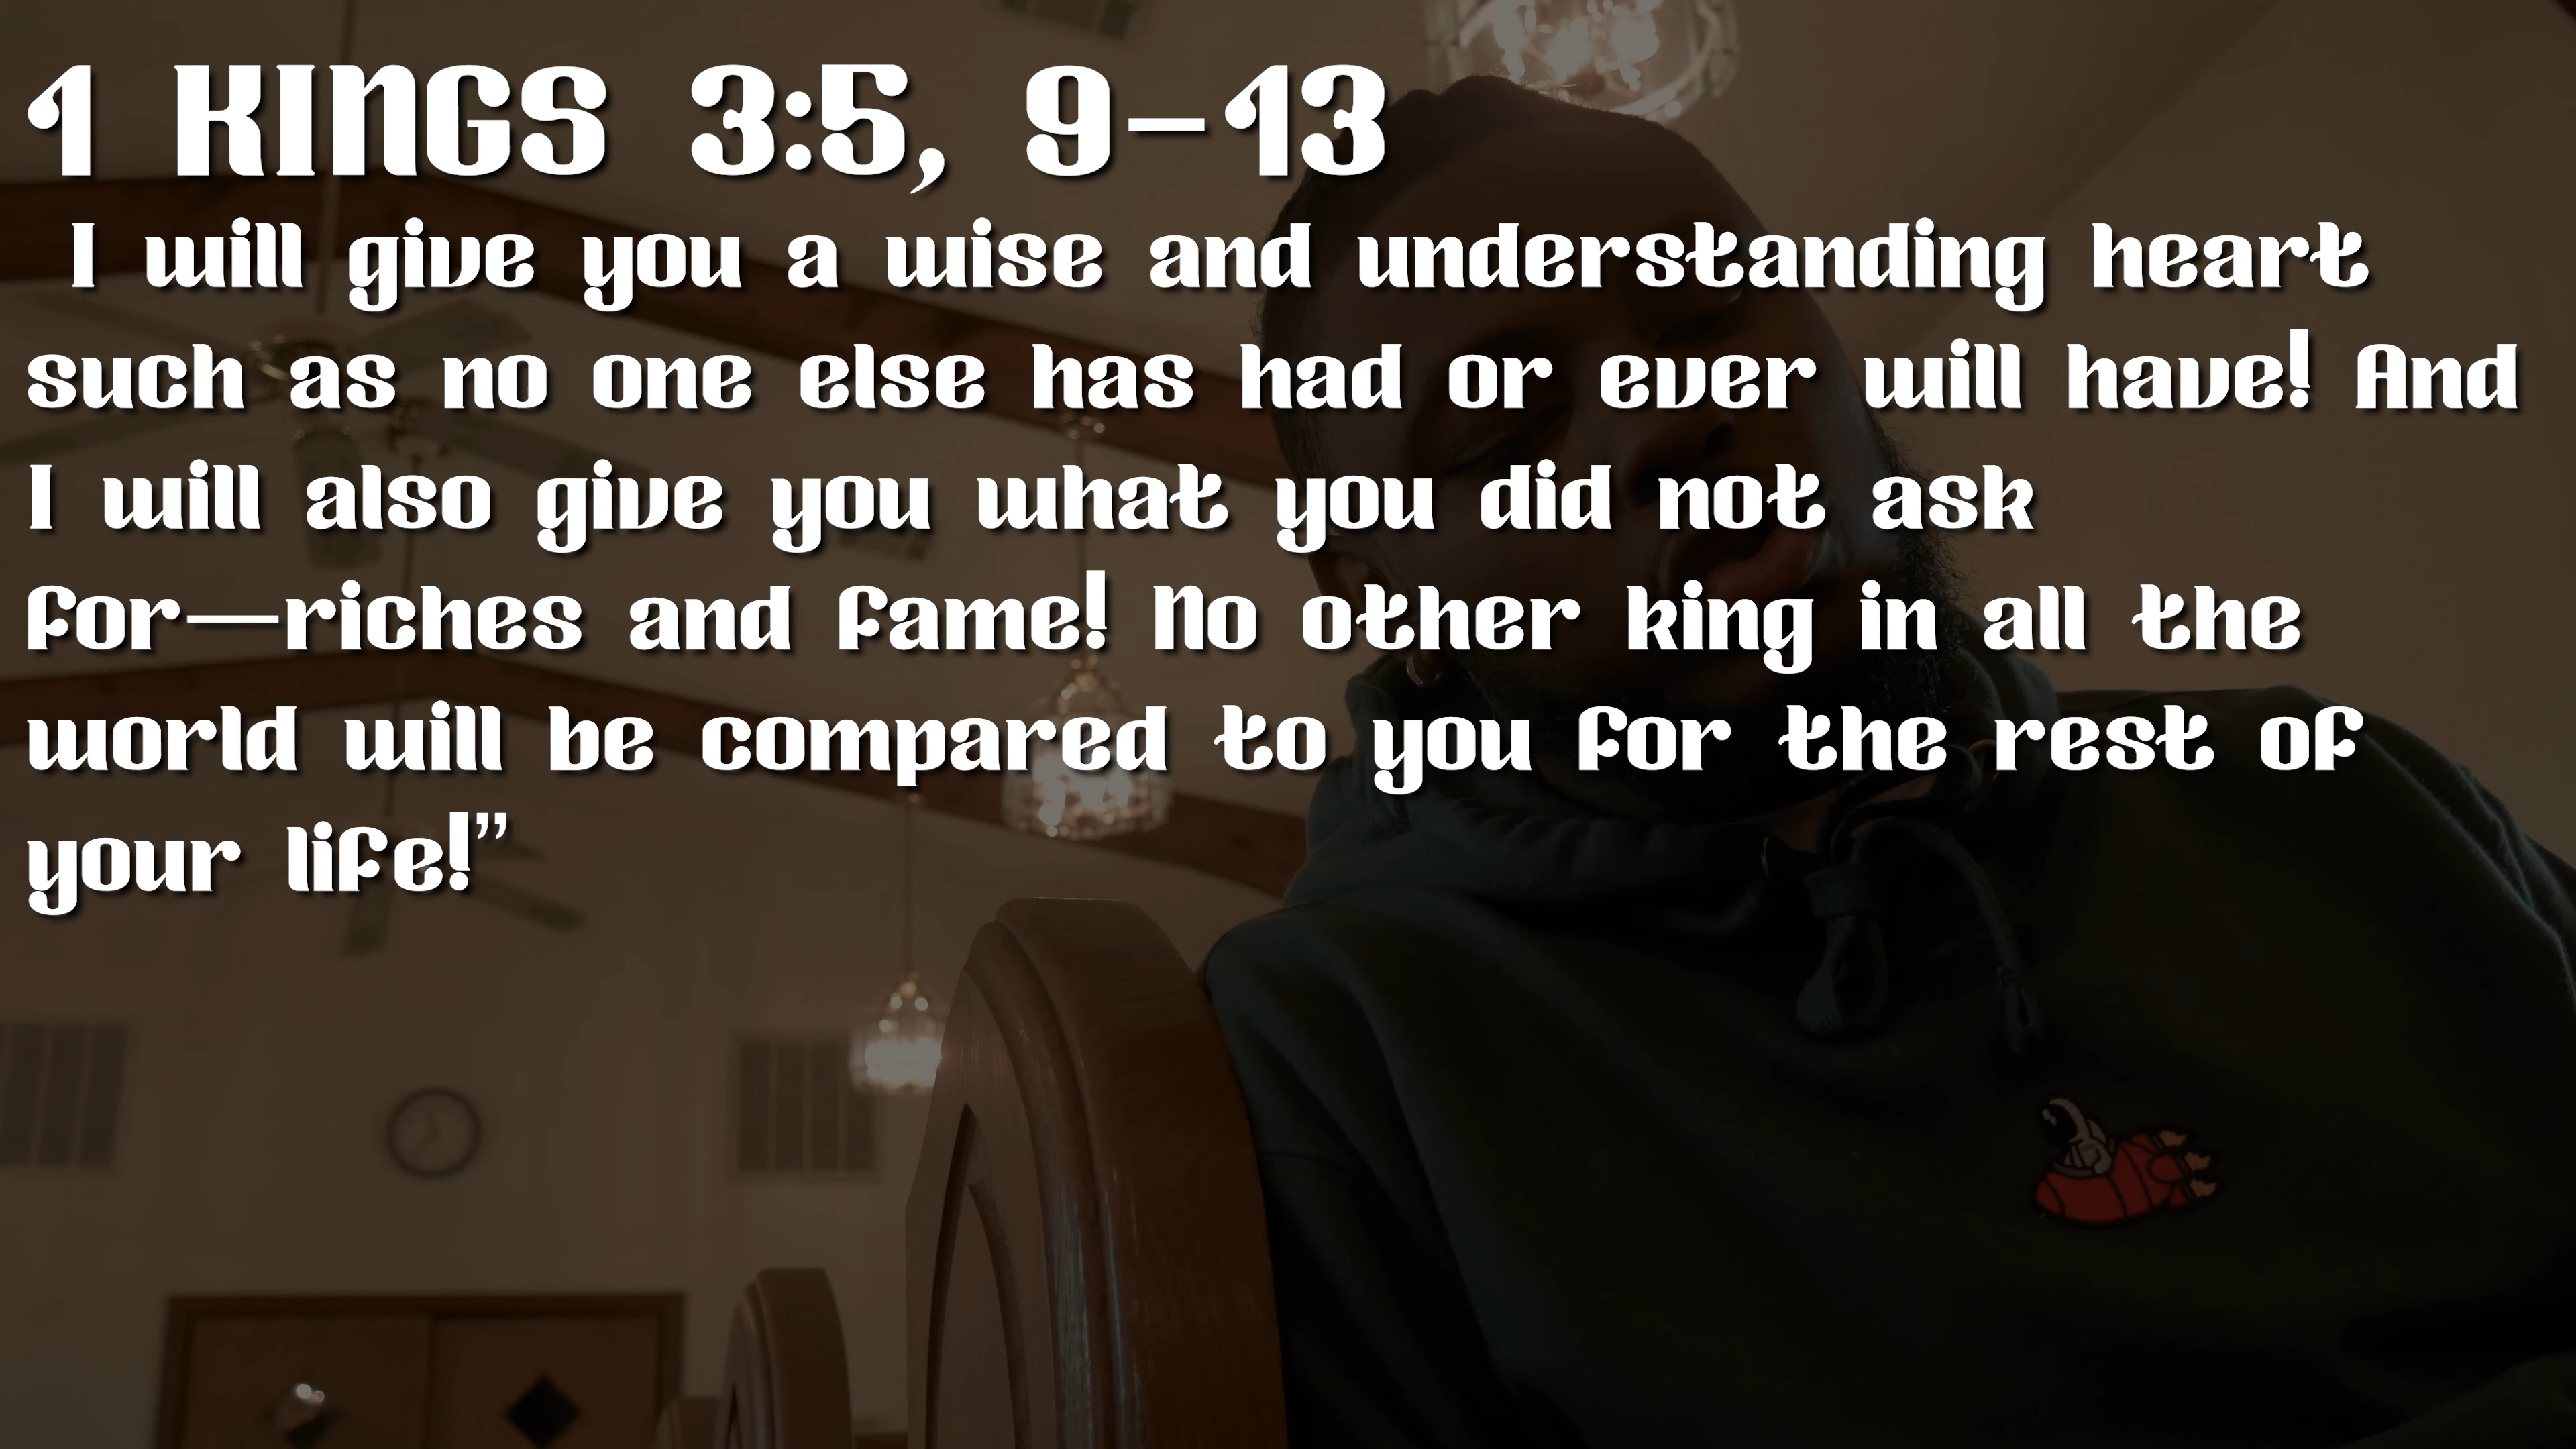 1 KINGS 3:5, 9–13
I will give you a wise and understanding heart
such as no one else has had or ever will have! And
I will also give you what you did not ask
for—riches and fame! No other king in all the
world will be compared to you for the rest of
your life!”